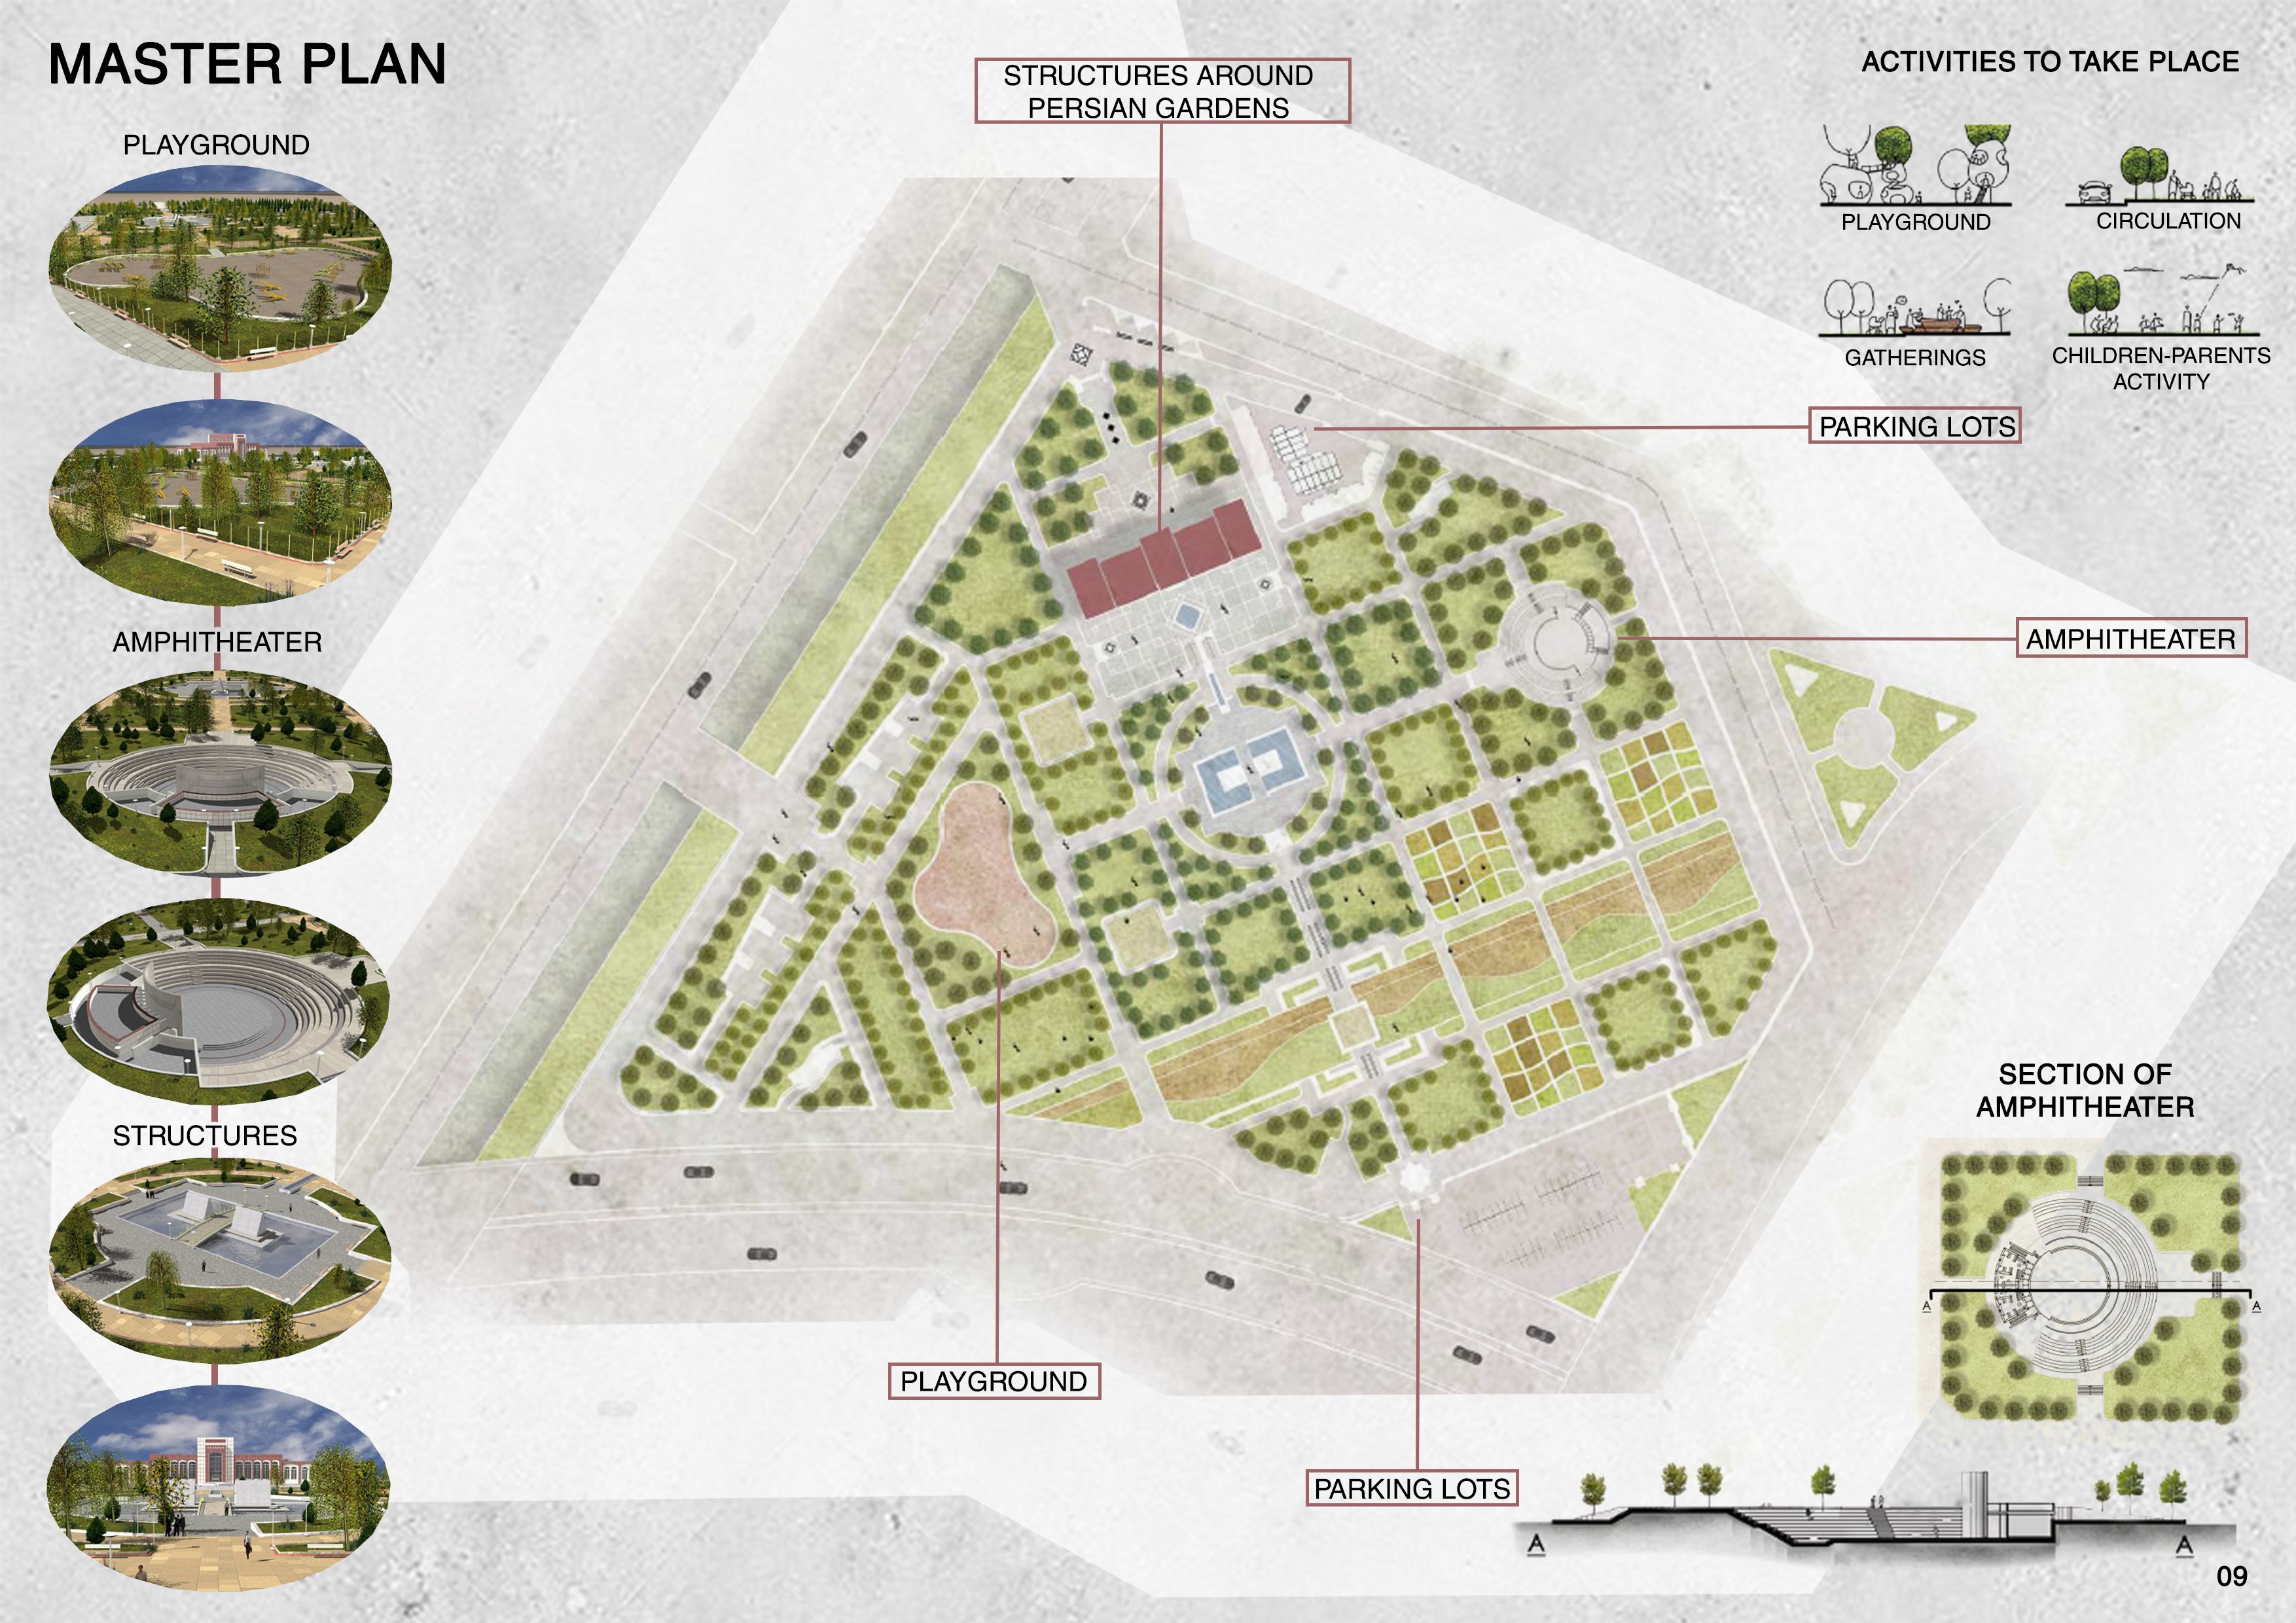 MASTER PLAN
PLAYGROUND
AMPHITHEATER
STRUCTURES
STRUCTURES AROUND
PERSIAN GARDENS
ACTIVITIES TO TAKE PLACE
PLAYGROUND
CIRCULATION
GATHERINGS
CHILDREN-PARENTS
ACTIVITY
PARKING LOTS
AMPHITHEATER
PLAYGROUND
PARKING LOTS
SECTION OF
AMPHITHEATER
A
A
A
A
09